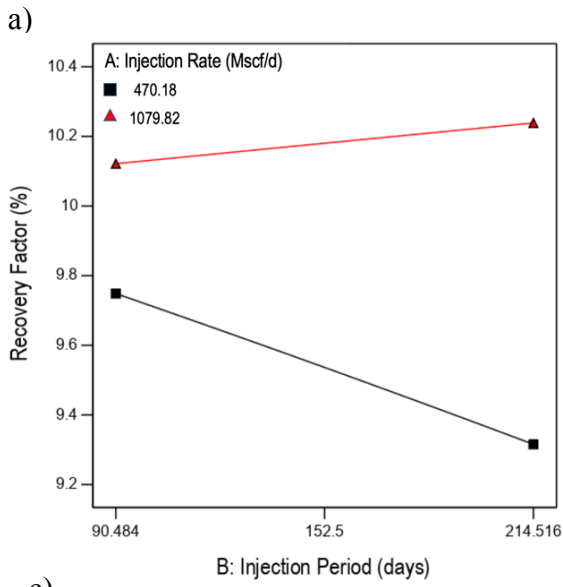 a)
A: Injection Rate (Mscf/d)
470.18
1079.82
10.4
10.2
10
9.8
9.6
9.4
9.2
Recovery Factor (%)
90.484 152.5 214.516
B: Injection Period (days)